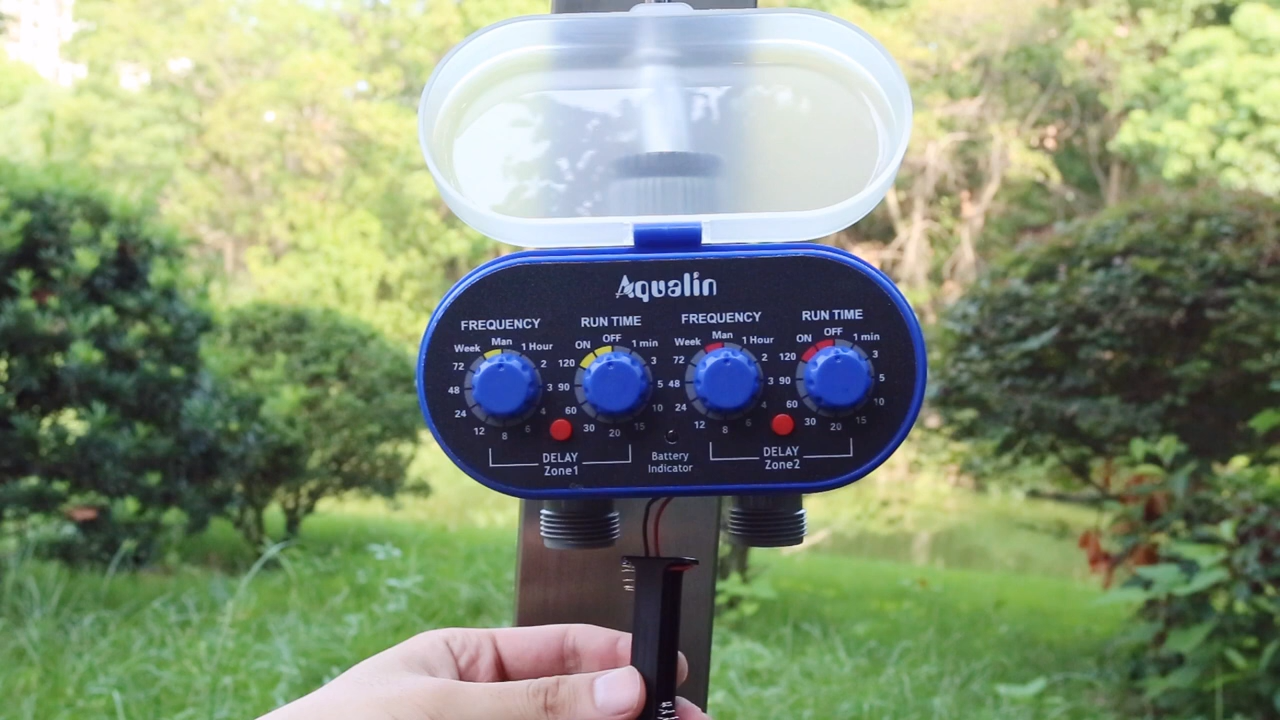 Aqualin
FREQUENCY
Week Man 1 Hour
72 2
48 3
24 4
12 8 6
RUN TIME
ON OFF 1 min
120 3
90 5
60 10
30 20 15
DELAY
Zone1
Battery
Indicator
FREQUENCY
Week Man 1 Hour
72 2
48 3
24 4
12 8 6
RUN TIME
ON OFF 1 min
120 3
90 5
60 10
30 20 15
DELAY
Zone2